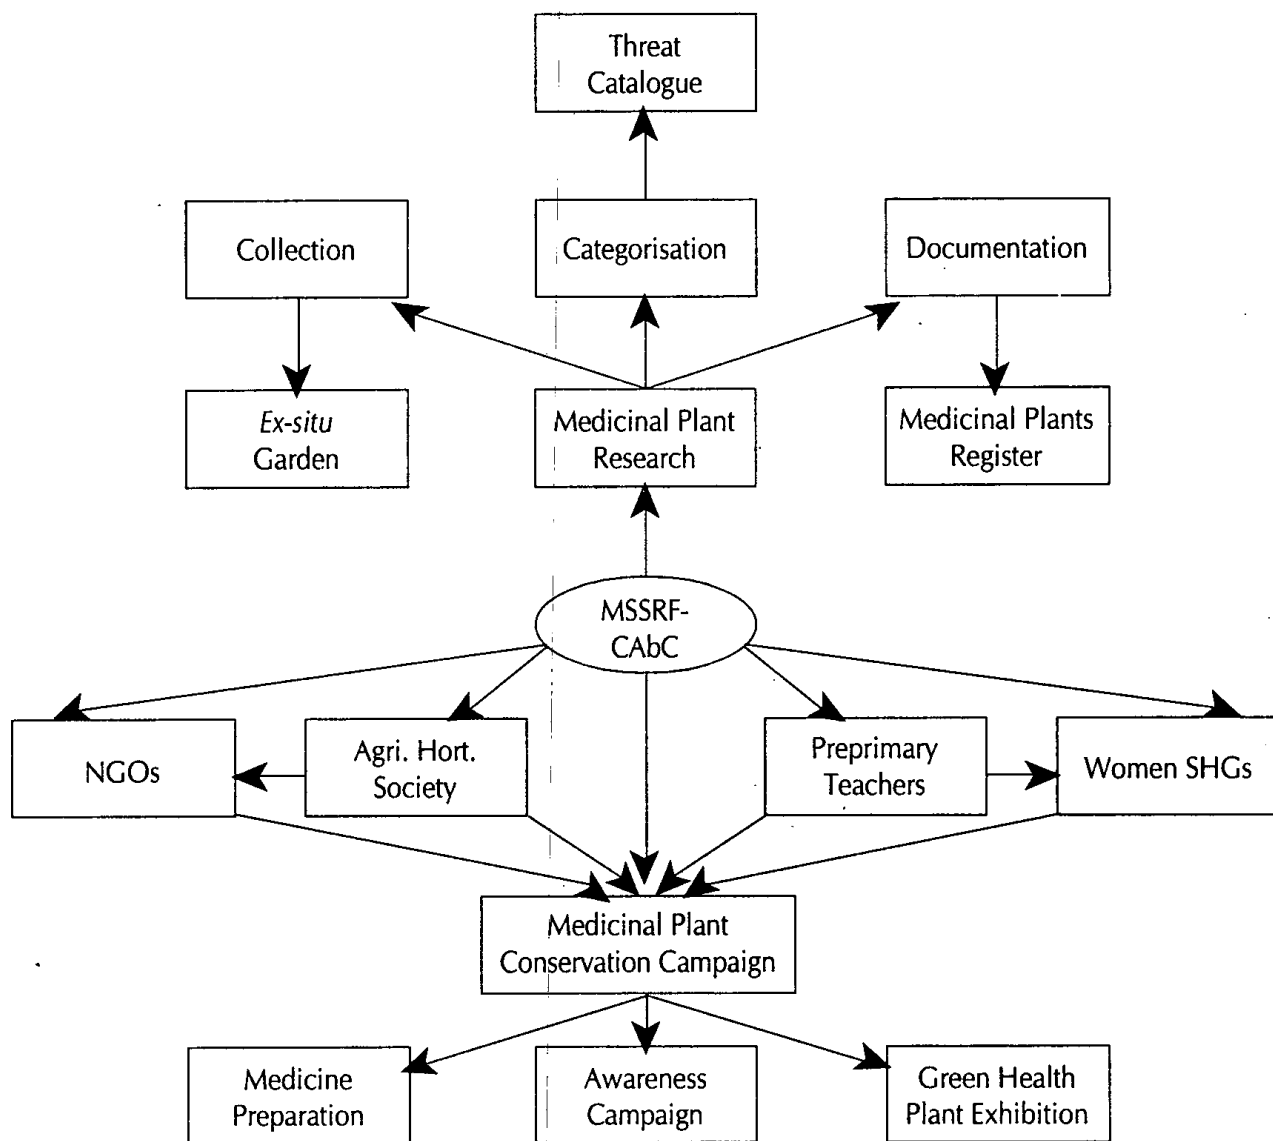 Threat
Catalogue
Collection
Categorisation
Documentation
Ex-situ
Garden
Medicinal Plant
Research
Medicinal Plants
Register
MSSRF-
CAbC
NGOs
Agri. Hort.
Society
Preprimary
Teachers
Women SHGs
Medicinal Plant
Conservation Campaign
Medicine
Preparation
Awareness
Campaign
Green Health
Plant Exhibition